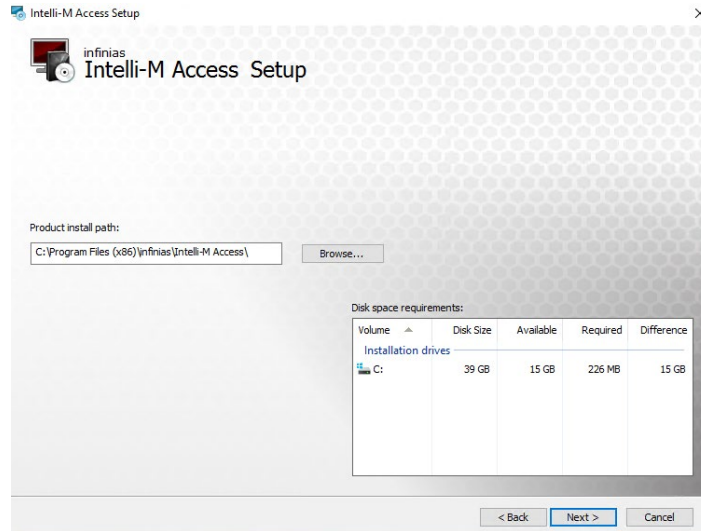 Intelli-M Access Setup
infinias
Intelli-M Access Setup
Product install path:
C:\Program Files (x86)\infinias\Intelli-M Access\
Browse...
Disk space requirements:
Volume Disk Size Available Required Difference
Installation drives
C: 39 GB 15 GB 226 MB 15 GB
< Back Next > Cancel